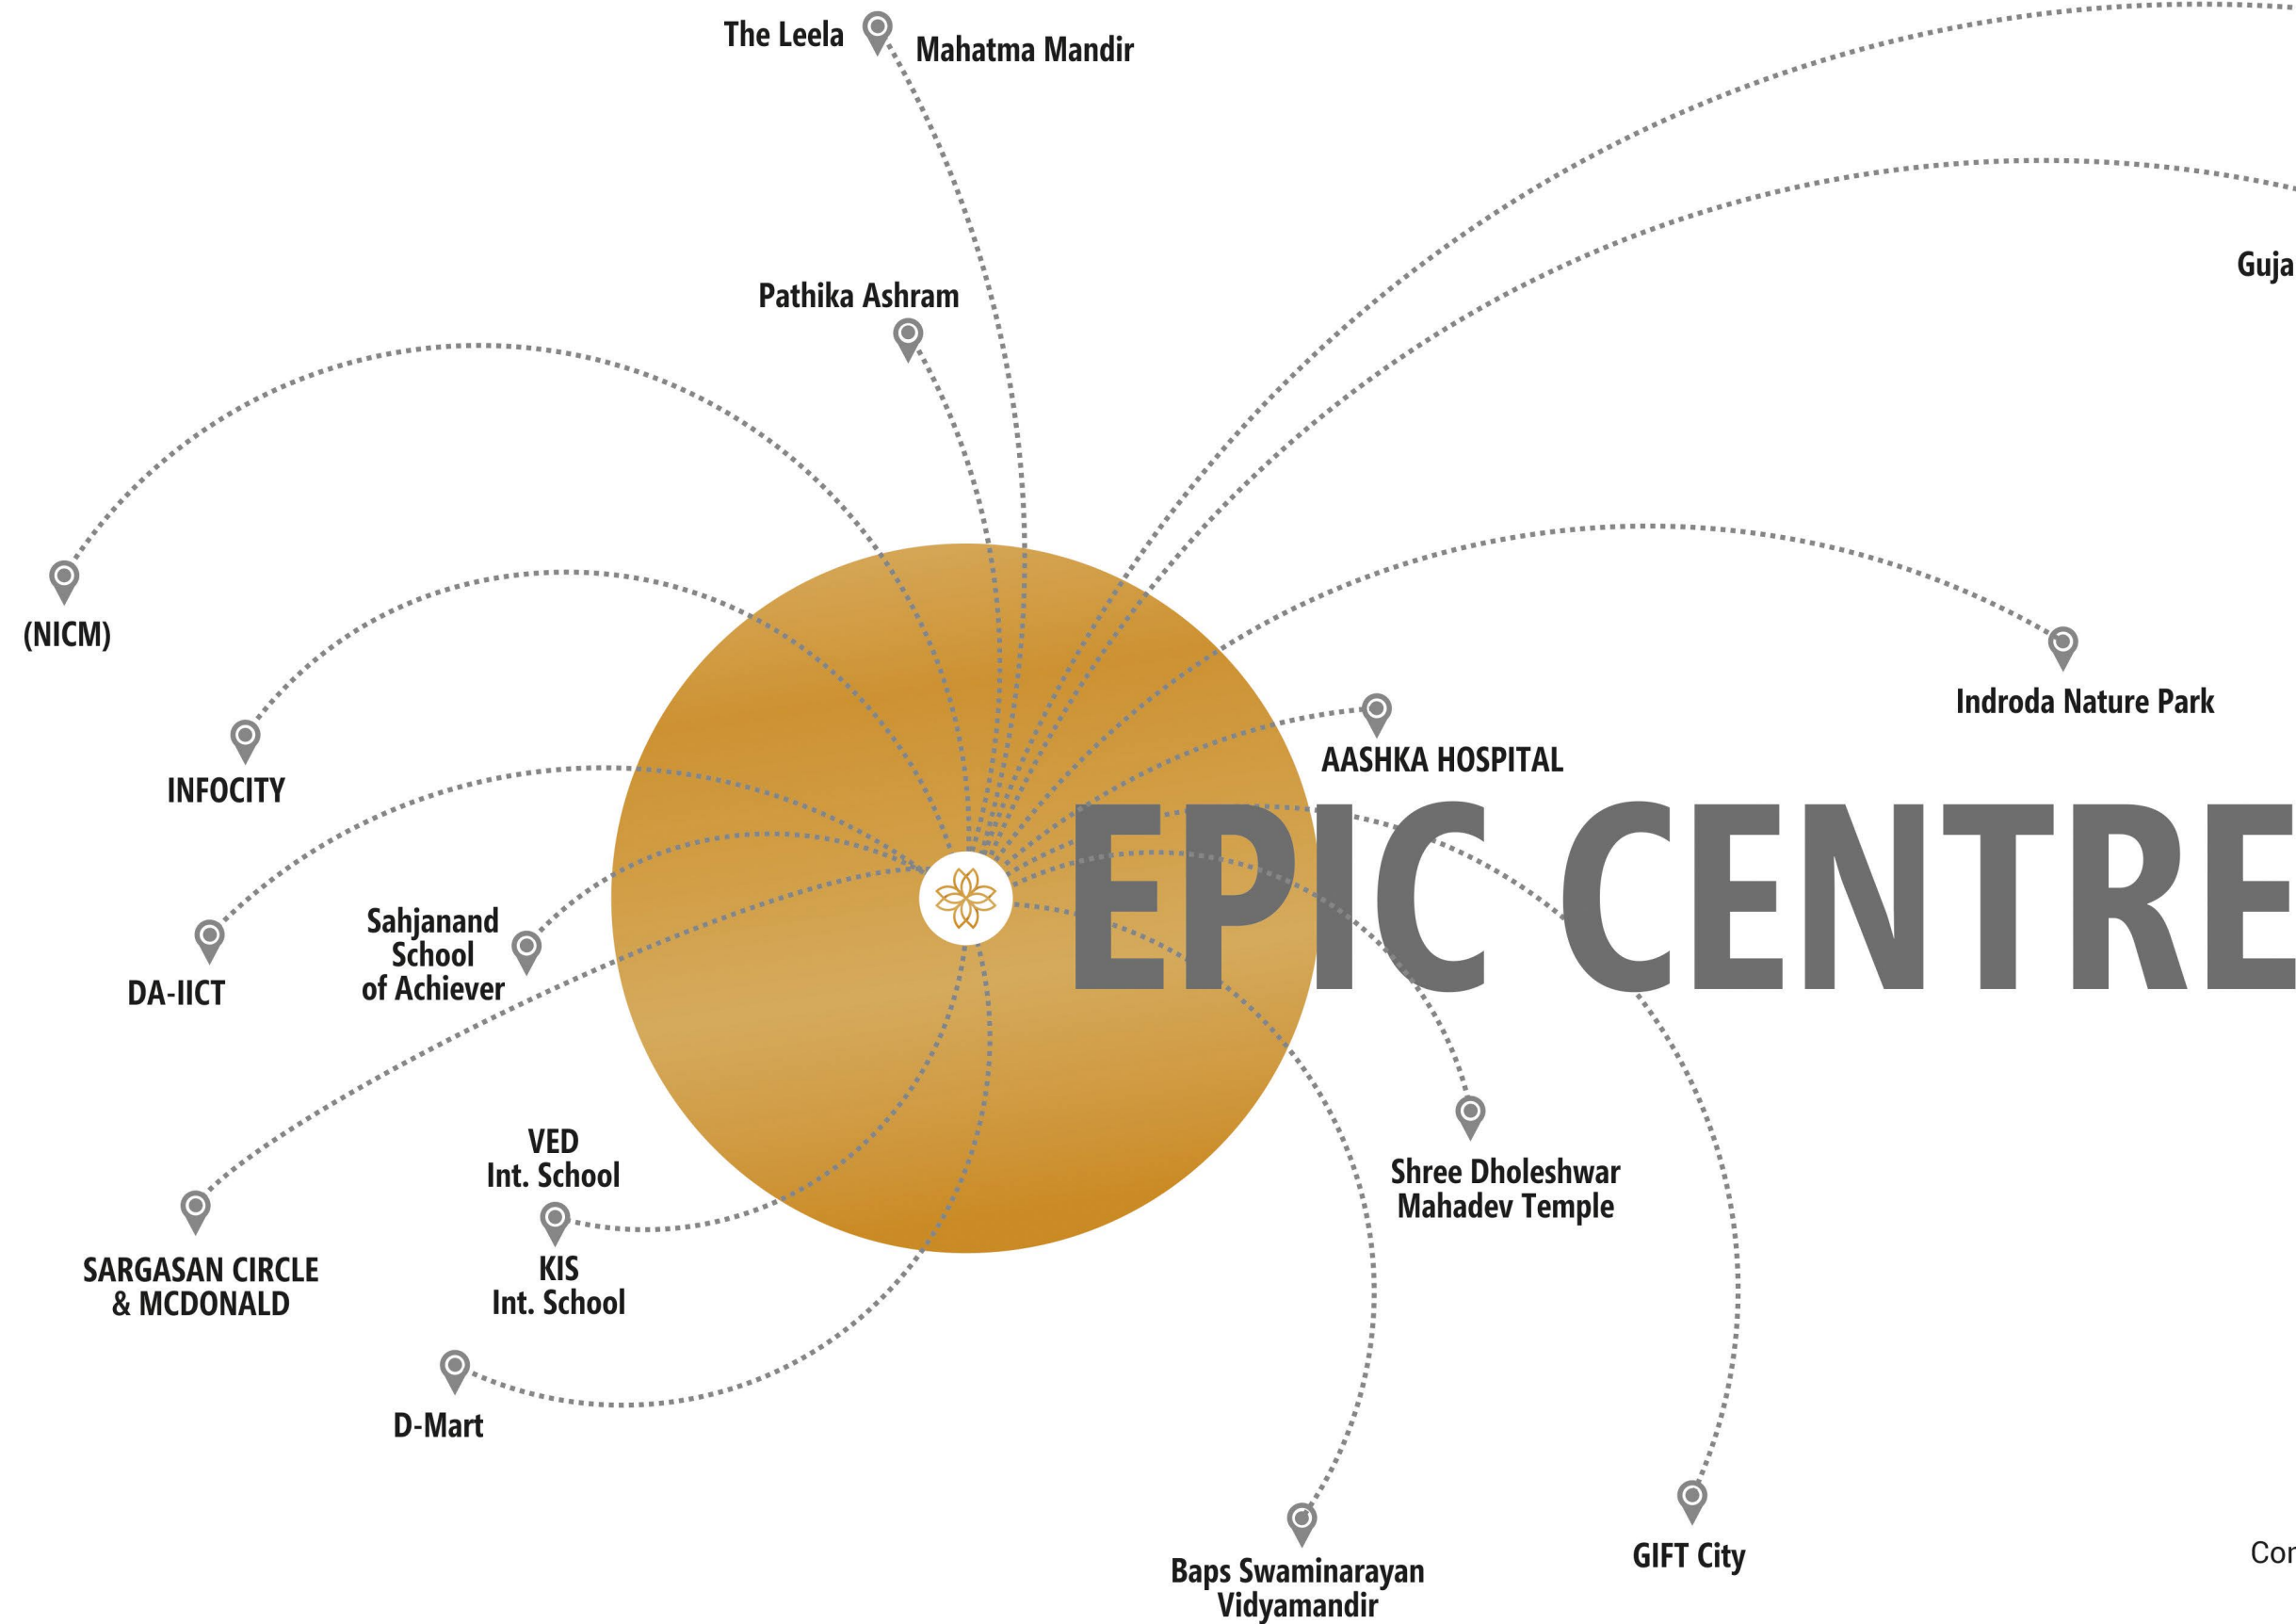 The Leela
Mahatma Mandir
Guja
Pathika Ashram
(NICM)
Indroda Nature Park
AASHKA HOSPITAL
INFOCITY
EPIC CENTRE
Sahjanand
School
of Achiever
DA-IICT
VED
Int. School
Shree Dholeshwar
Mahadev Temple
SARGASAN CIRCLE
& MCDONALD
KIS
Int. School
D-Mart
GIFT City
Con
Baps Swaminarayan
Vidyamandir